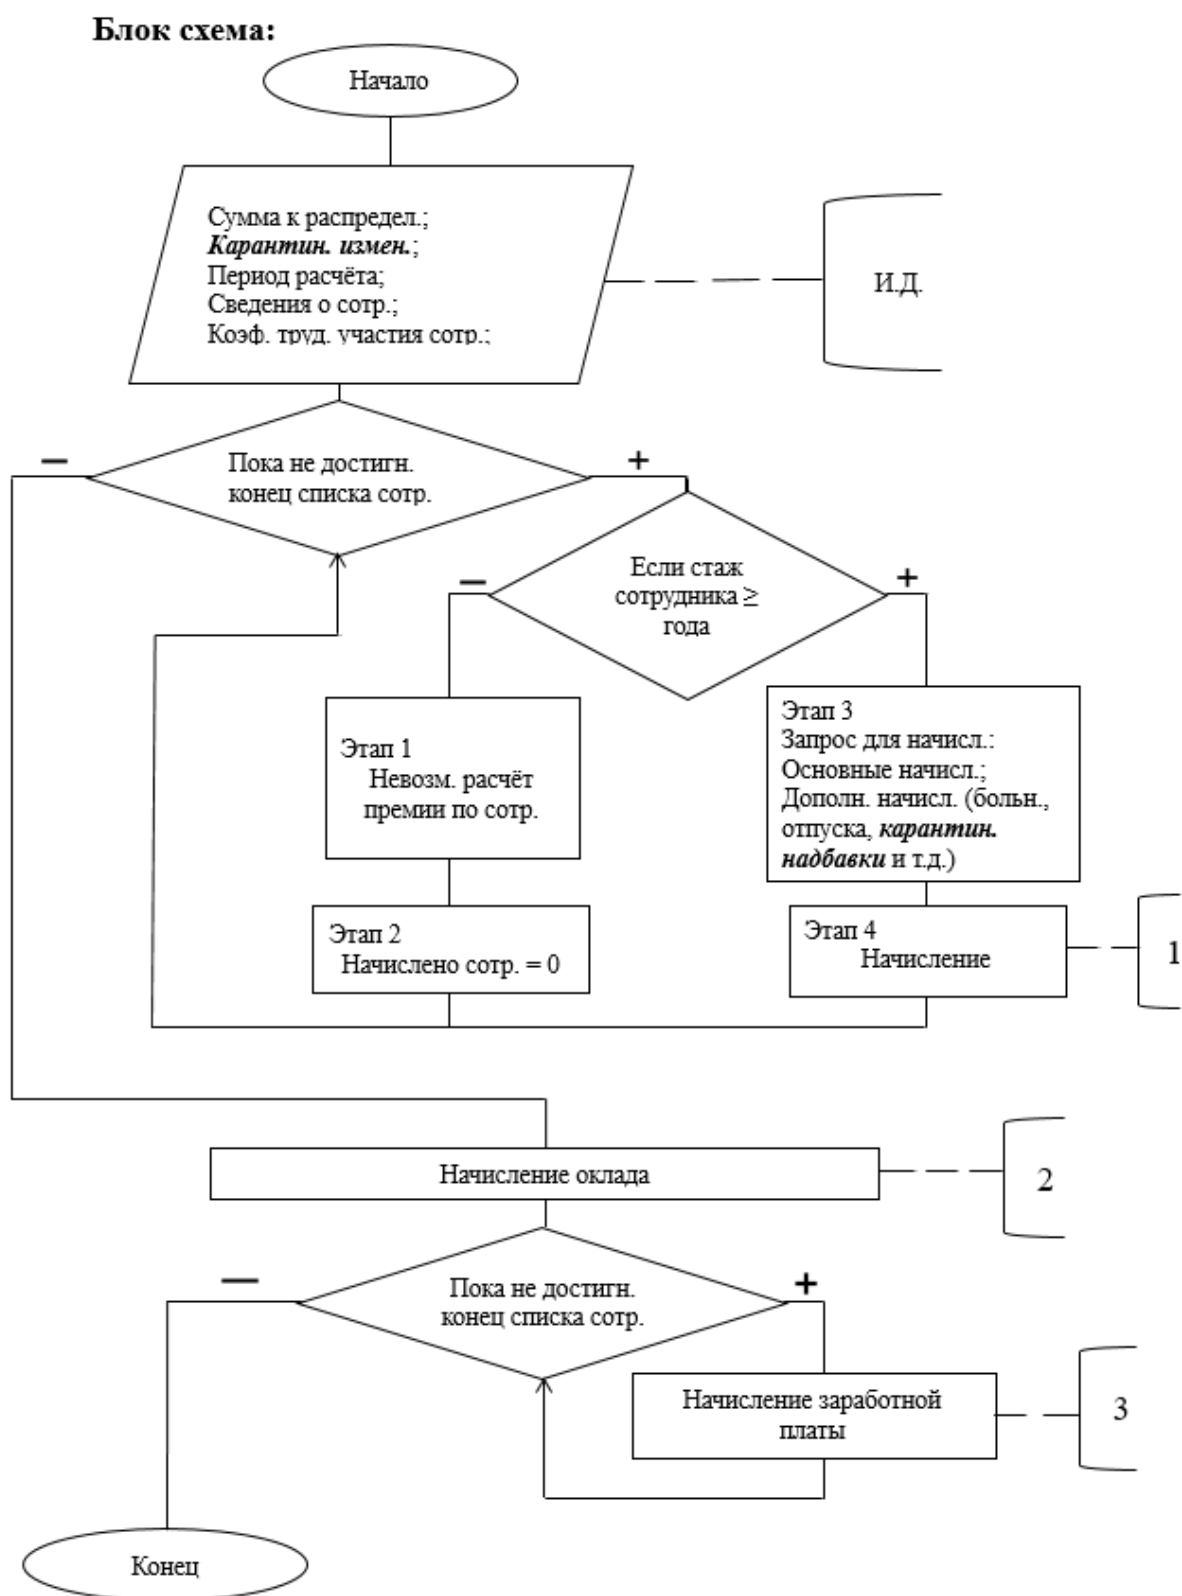 Блок схема:
Начало
Сумма к распредел.;
Карантин. измен.;
Период расчёта;
Сведения о сотр.;
Коэф. труд. участия сотр.;
И.Д.
–
+
Пока не достигн.
конец списка сотр.
–
+
Если стаж
сотрудника ≥
года
Этап 1
Невозм. расчёт
премии по сотр.
Этап 3
Запрос для начисл.:
Основные начисл.;
Дополн. начисл. (больн.,
отпуска, карантин.
надбавки и т.д.)
Этап 2
Начислено сотр. = 0
Этап 4
Начисление
1
Начисление оклада
2
–
+
Пока не достигн.
конец списка сотр.
Начисление заработной
платы
3
Конец